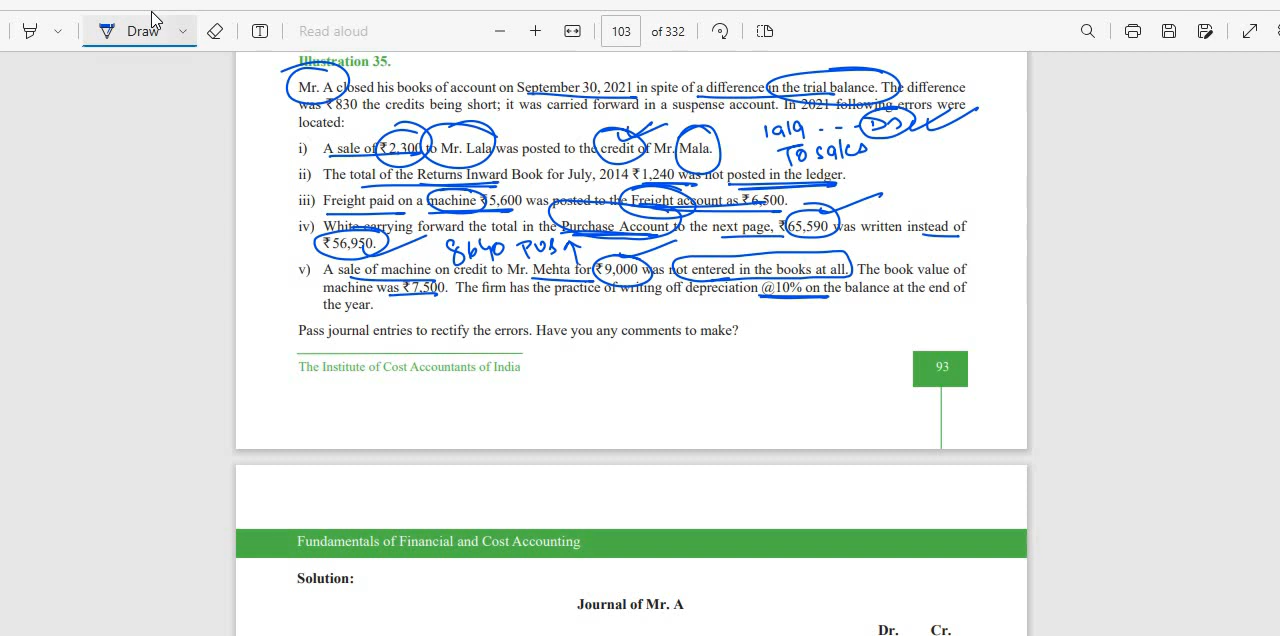 Draw
Read aloud
103 of 332
Illustration 35.
Mr. A closed his books of account on September 30, 2021 in spite of a difference in the trial balance. The difference
was ₹830 the credits being short; it was carried forward in a suspense account. In 2021 following errors were
located:
1919 - - - DS
To sales
i) A sale of ₹2,300 to Mr. Lala was posted to the credit of Mr. Mala.
ii) The total of the Returns Inward Book for July, 2014 ₹1,240 was not posted in the ledger.
iii) Freight paid on a machine ₹5,600 was posted to the Freight account as ₹6,500.
iv) White carrying forward the total in the Purchase Account to the next page, ₹65,590 was written instead of
₹56,950.
8640 PUS ↑
v) A sale of machine on credit to Mr. Mehta for ₹9,000 was not entered in the books at all. The book value of
machine was ₹7,500. The firm has the practice of writing off depreciation @10% on the balance at the end of
the year.
Pass journal entries to rectify the errors. Have you any comments to make?
The Institute of Cost Accountants of India
93
Fundamentals of Financial and Cost Accounting
Solution:
Journal of Mr. A
Dr. Cr.